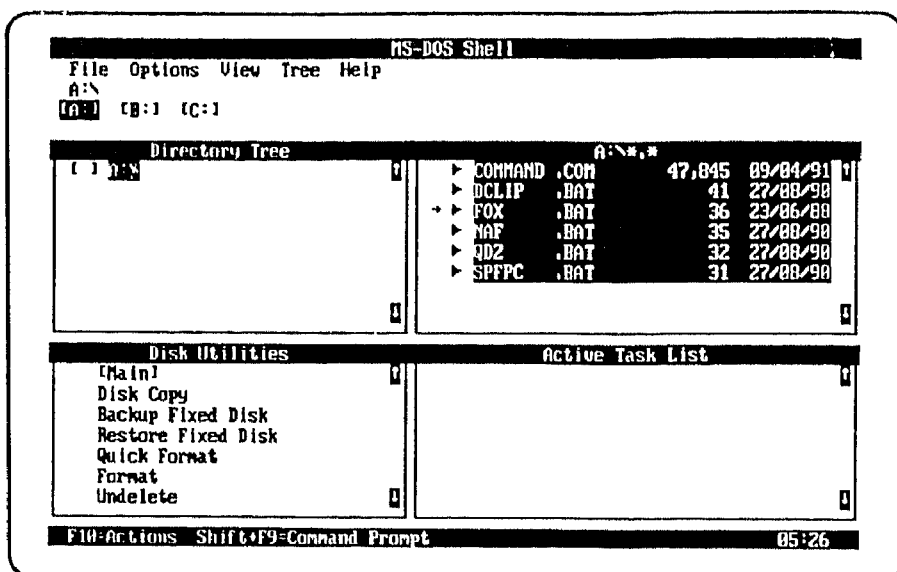 MS-DOS Shell
File Options View Tree Help
A:\
[A:] [B:] [C:]
Directory Tree
[ ] A:\
A:\*.*
COMMAND .COM 47,845 09/04/91
DCLIP .BAT 41 27/08/90
FOX .BAT 36 23/06/88
NAF .BAT 35 27/08/90
QD2 .BAT 32 27/08/90
SPFPC .BAT 31 27/08/90
Disk Utilities
[Main]
Disk Copy
Backup Fixed Disk
Restore Fixed Disk
Quick Format
Format
Undelete
Active Task List
F10=Actions Shift+F9=Command Prompt 05:26